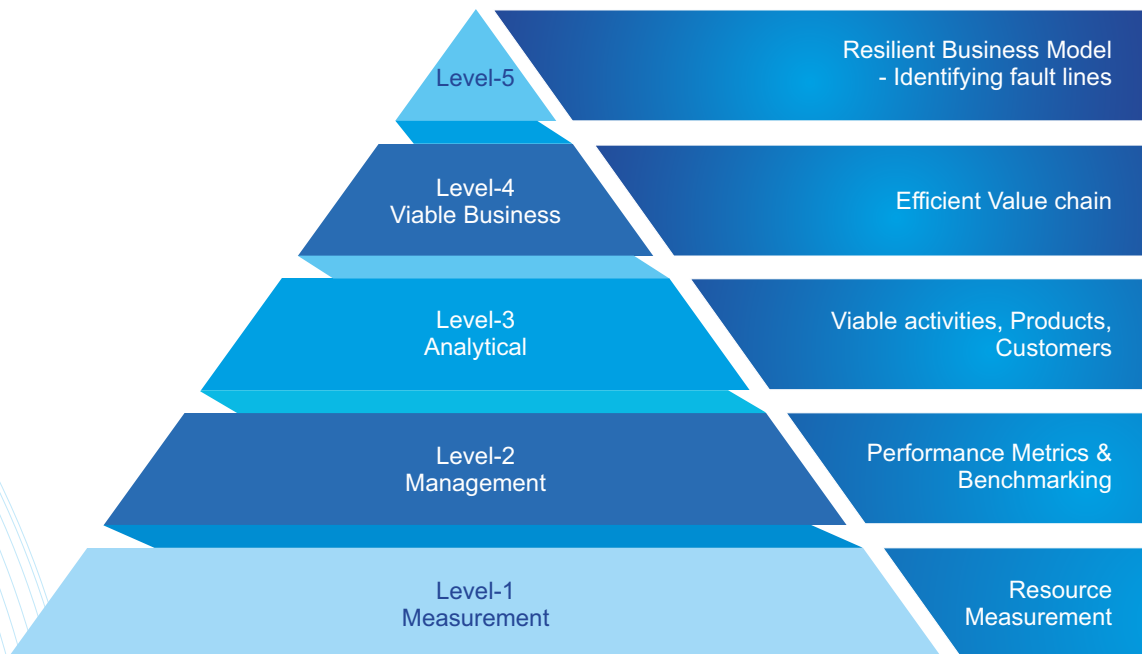 Level-5
Resilient Business Model
- Identifying fault lines
Level-4
Viable Business
Efficient Value chain
Level-3
Analytical
Viable activities, Products,
Customers
Level-2
Management
Performance Metrics &
Benchmarking
Level-1
Measurement
Resource
Measurement